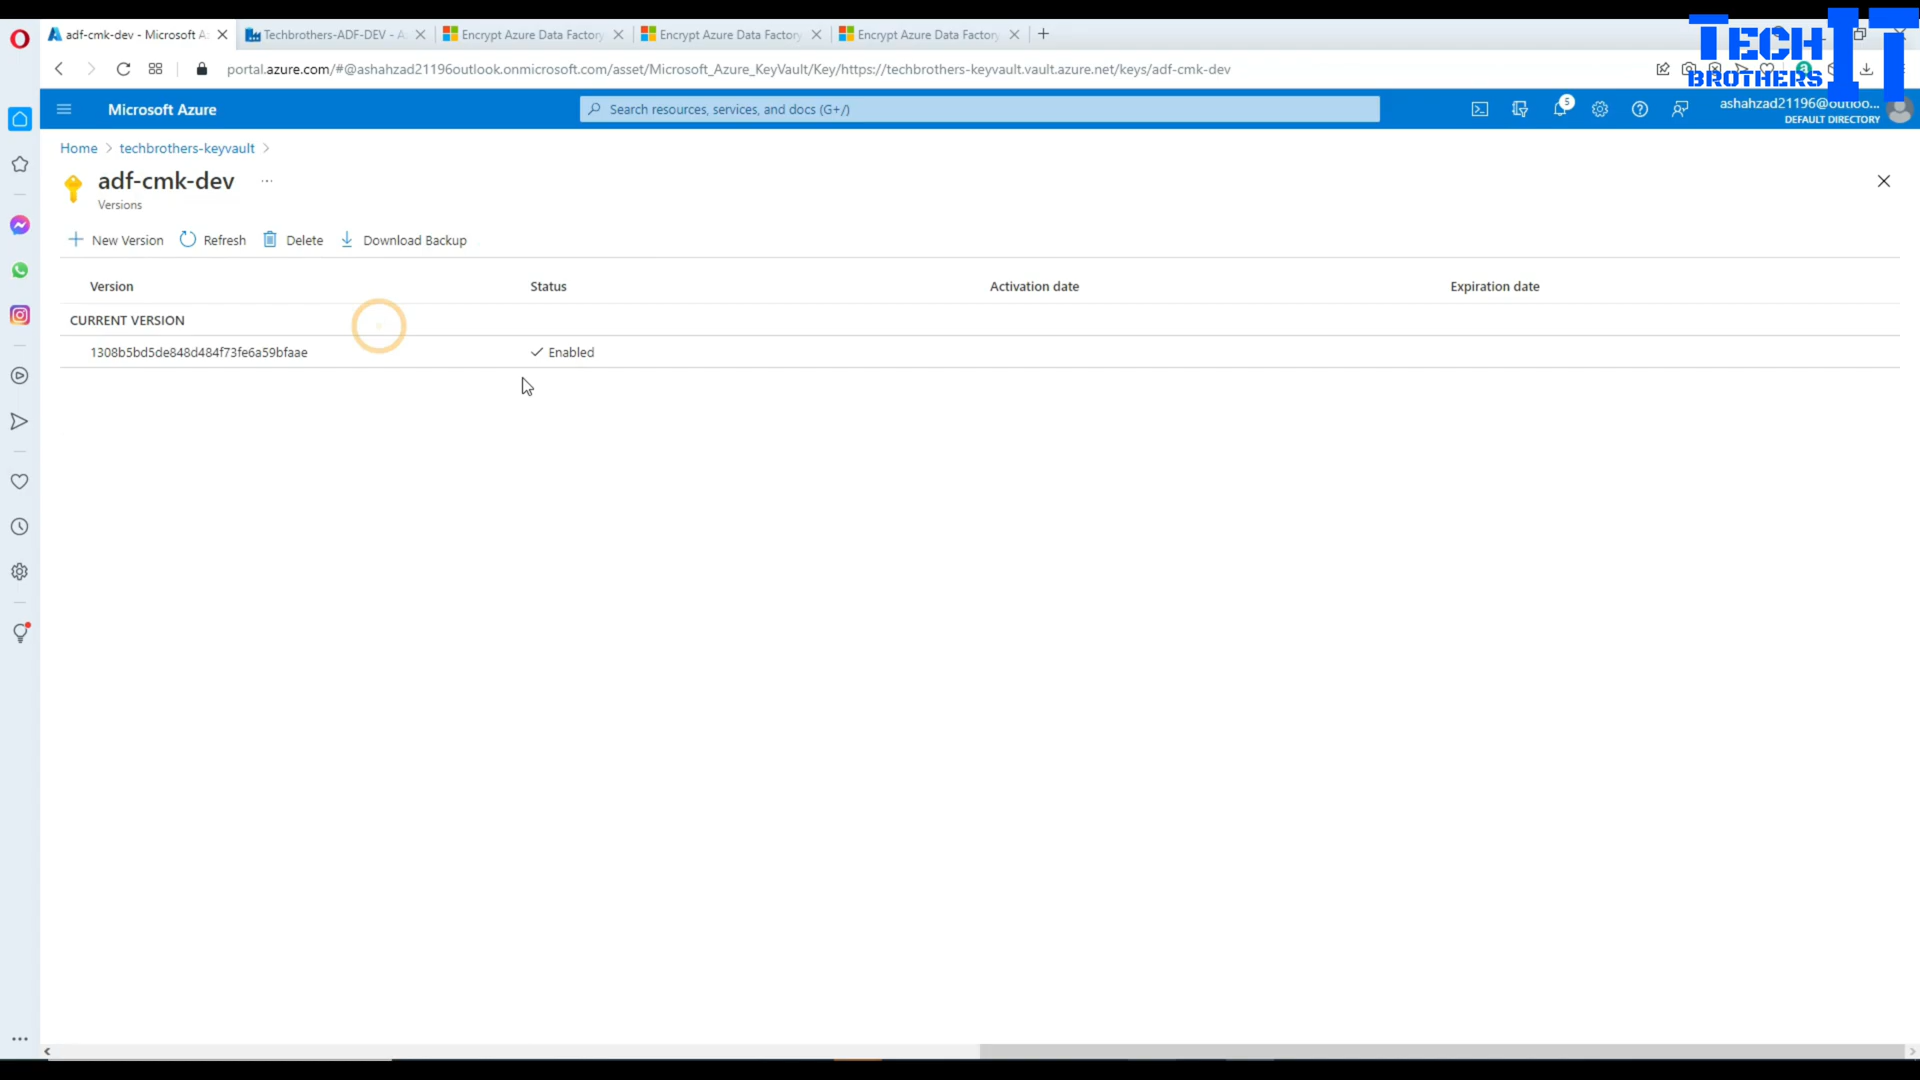 adf-cmk-dev - Microsoft A
Techbrothers-ADF-DEV - A
Encrypt Azure Data Factory
Encrypt Azure Data Factory
Encrypt Azure Data Factory
portal.azure.com/#@ashahzad21196outlook.onmicrosoft.com/asset/Microsoft_Azure_KeyVault/Key/https://techbrothers-keyvault.vault.azure.net/keys/adf-cmk-dev
TECH BROTHERS IT
Microsoft Azure
Search resources, services, and docs (G+/)
5
ashahzad21196@outloo...
DEFAULT DIRECTORY
Home > techbrothers-keyvault >
adf-cmk-dev ...
Versions
New Version Refresh Delete Download Backup
Version Status Activation date Expiration date
CURRENT VERSION
1308b5bd5de848d484f73fe6a59bfaae Enabled